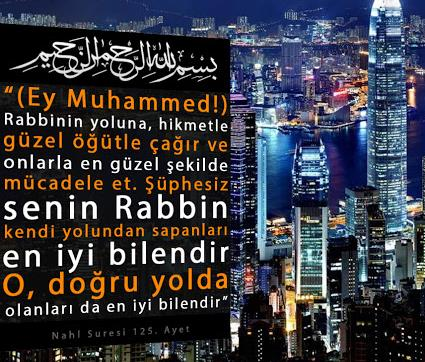 بسم الله الرحمن الرحيم
“(Ey Muhammed!)
Rabbinin yoluna, hikmetle
güzel öğütle çağır ve
onlarla en güzel şekilde
mücadele et. Şüphesiz
senin Rabbin
kendi yolundan sapanları
en iyi bilendir
O, doğru yolda
olanları da en iyi bilendir”
Nahl Suresi 125. Ayet